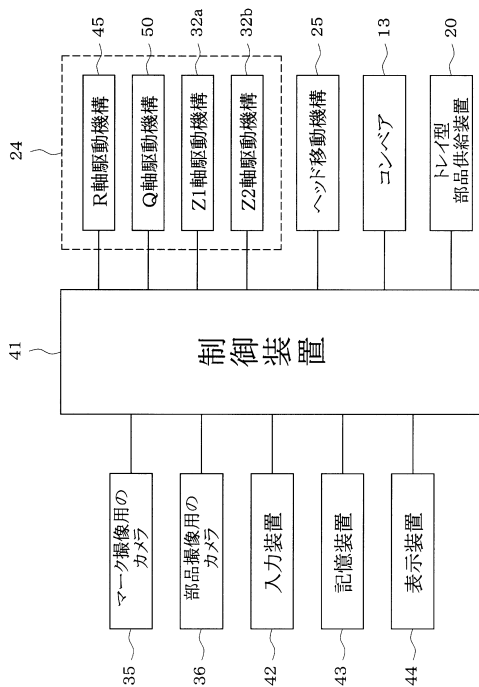 24
R軸駆動機構
45
Q軸駆動機構
50
Z1軸駆動機構
32a
Z2軸駆動機構
32b
ヘッド移動機構
25
コンベア
13
トレイ型
部品供給装置
20
41
制御装置
マーク撮像用の
カメラ
35
部品撮像用の
カメラ
36
入力装置
42
記憶装置
43
表示装置
44